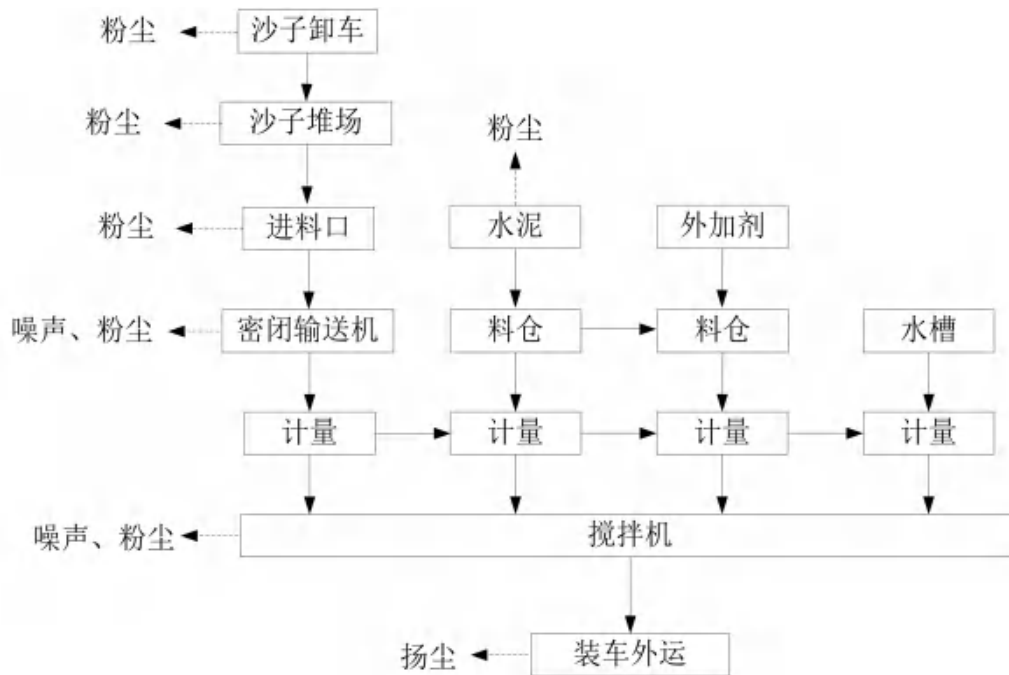 粉尘 沙子卸车
粉尘 沙子堆场 粉尘
粉尘 进料口 水泥 外加剂
噪声、粉尘 密闭输送机 料仓 料仓 水槽
计量 计量 计量 计量
噪声、粉尘 搅拌机
扬尘 装车外运